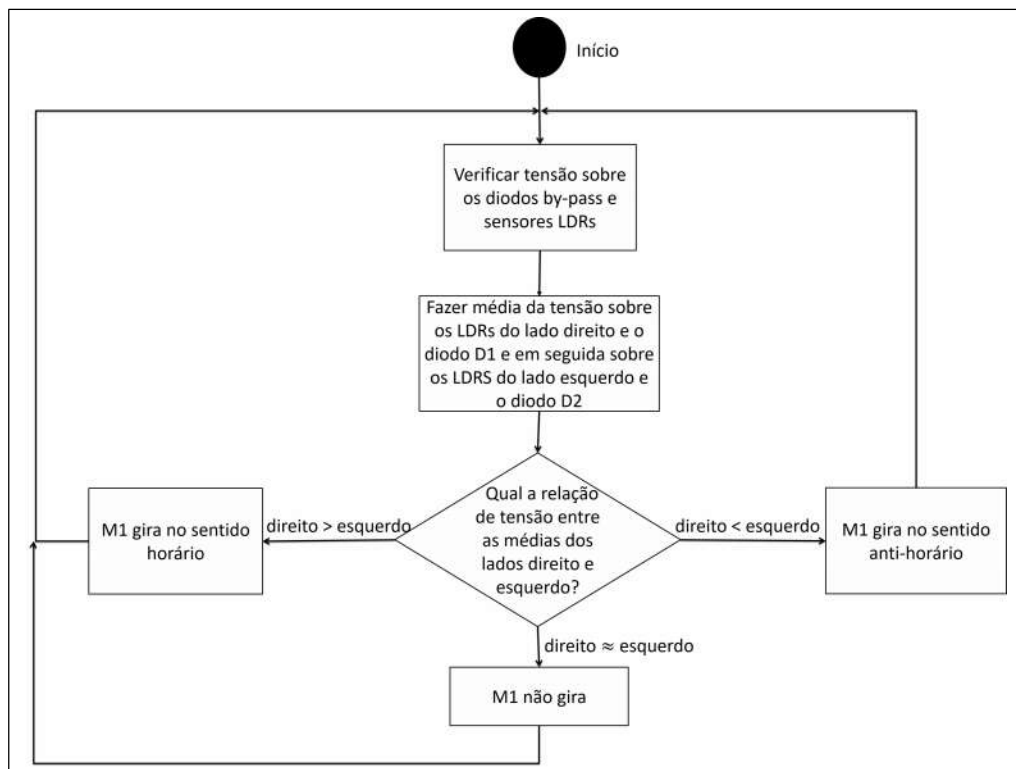 Início
Verificar tensão sobre
os diodos by-pass e
sensores LDRs
Fazer média da tensão sobre
os LDRs do lado direito e o
diodo D1 e em seguida sobre
os LDRS do lado esquerdo e
o diodo D2
Qual a relação
de tensão entre
as médias dos
lados direito e
esquerdo?
direito > esquerdo
M1 gira no sentido
horário
direito < esquerdo
M1 gira no sentido
anti-horário
direito ≈ esquerdo
M1 não gira